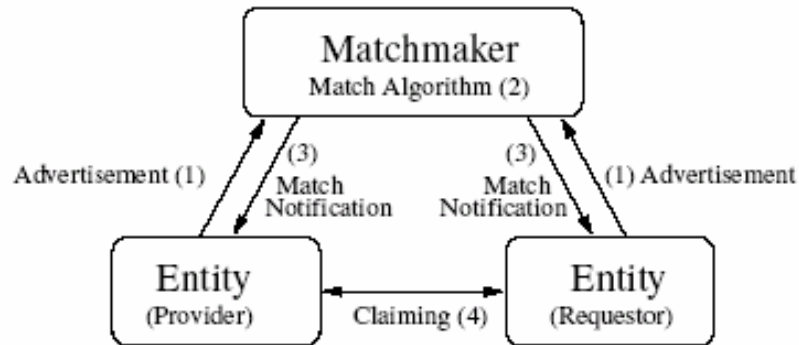 Matchmaker
Match Algorithm (2)
Advertisement (1)
(3)
Match
Notification
(3)
Match
Notification
(1) Advertisement
Entity
(Provider)
Claiming (4)
Entity
(Requestor)